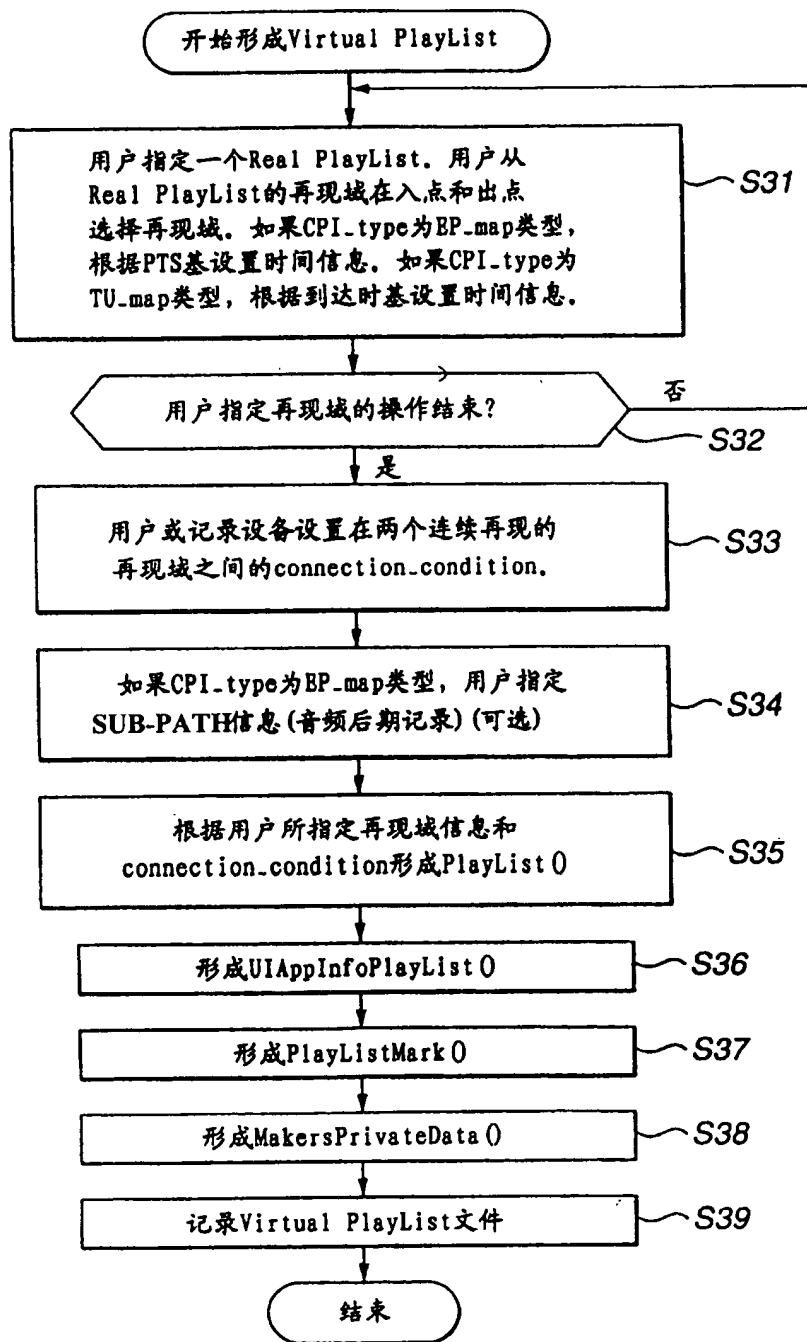 开始形成Virtual PlayList
用户指定一个Real PlayList. 用户从
Real PlayList的再现域在入点和出点
选择再现域. 如果CPI_type为EP_map类型,
根据PTS基设置时间信息. 如果CPI_type为
TU_map类型, 根据到达时基设置时间信息.
S31
用户指定再现域的操作结束?
否
S32
是
用户或记录设备设置在两个连续再现的
再现域之间的connection_condition.
S33
如果CPI_type为EP_map类型, 用户指定
SUB-PATH信息(音频后期记录)(可选)
S34
根据用户所指定再现域信息和
connection_condition形成PlayList()
S35
形成UIAppInfoPlayList()
S36
形成PlayListMark()
S37
形成MakersPrivateData()
S38
记录Virtual PlayList文件
S39
结束